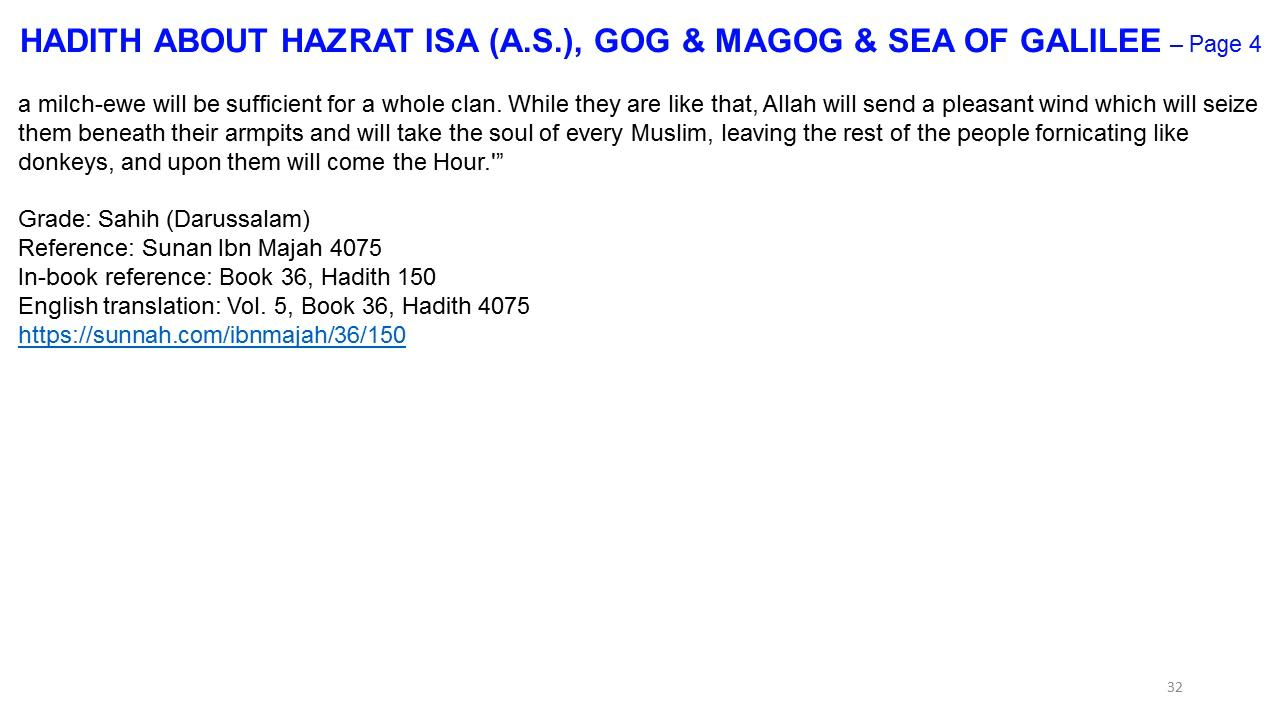 HADITH ABOUT HAZRAT ISA (A.S.), GOG & MAGOG & SEA OF GALILEE – Page 4
a milch-ewe will be sufficient for a whole clan. While they are like that, Allah will send a pleasant wind which will seize
them beneath their armpits and will take the soul of every Muslim, leaving the rest of the people fornicating like
donkeys, and upon them will come the Hour.'”
Grade: Sahih (Darussalam)
Reference: Sunan Ibn Majah 4075
In-book reference: Book 36, Hadith 150
English translation: Vol. 5, Book 36, Hadith 4075
https://sunnah.com/ibnmajah/36/150
32